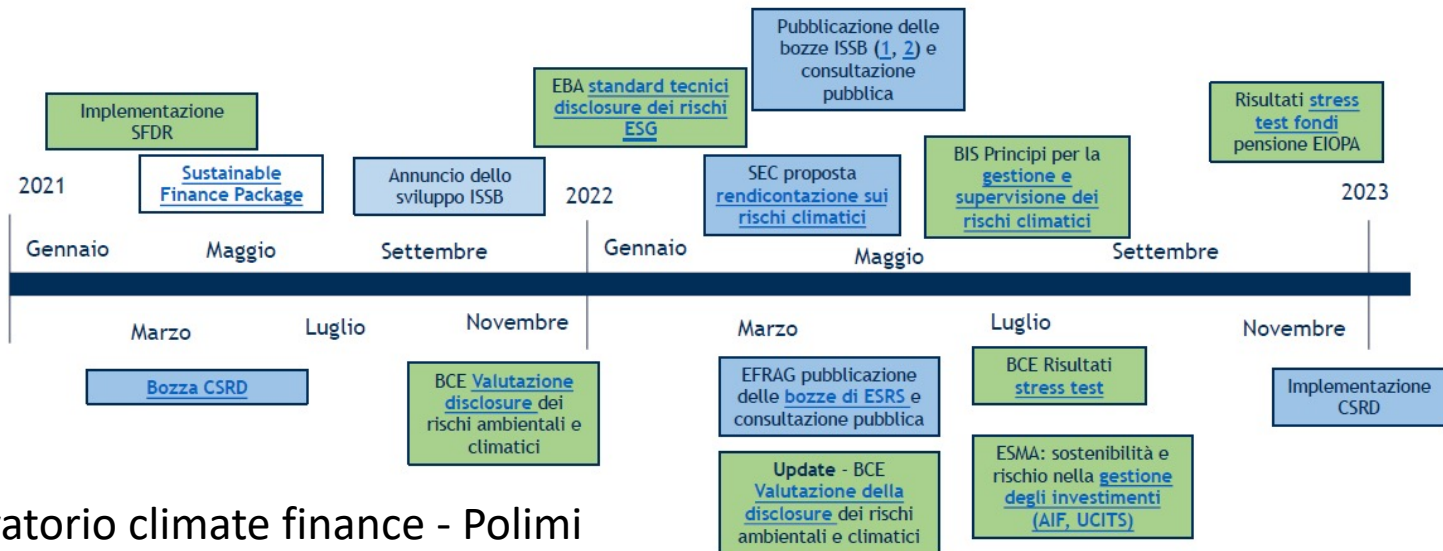 Pubblicazione delle
bozze ISSB (1, 2) e
consultazione
pubblica
EBA standard tecnici
disclosure dei rischi
ESG
Implementazione
SFDR
Risultati stress
test fondi
pensione EIOPA
BIS Principi per la
gestione e
supervisione dei
rischi climatici
Sustainable
Finance Package
Annuncio dello
sviluppo ISSB
SEC proposta
rendicontazione sui
rischi climatici
2021
2022
2023
Gennaio
Maggio
Settembre
Gennaio
Maggio
Settembre
Marzo
Luglio
Novembre
Marzo
Luglio
Novembre
Bozza CSRD
BCE Valutazione
disclosure dei
rischi ambientali e
climatici
EFRAG pubblicazione
delle bozze di ESRS e
consultazione pubblica
BCE Risultati
stress test
Implementazione
CSRD
Update - BCE
Valutazione della
disclosure dei rischi
ambientali e climatici
ESMA: sostenibilità e
rischio nella gestione
degli investimenti
(AIF, UCITS)
ratorio climate finance - Polimi